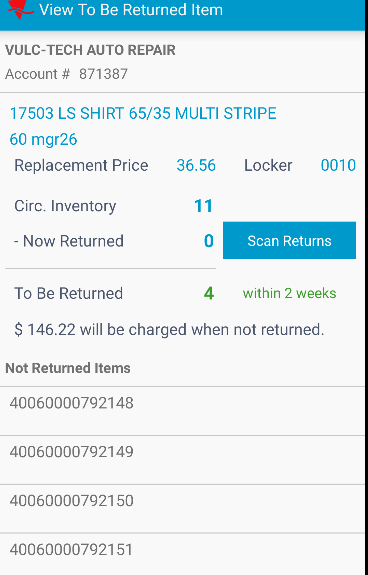 View To Be Returned Item
VULC-TECH AUTO REPAIR
Account # 871387
17503 LS SHIRT 65/35 MULTI STRIPE
60 mgr26
Replacement Price 36.56 Locker 0010
Circ. Inventory 11
- Now Returned 0 Scan Returns
To Be Returned 4 within 2 weeks
$ 146.22 will be charged when not returned.
Not Returned Items
40060000792148
40060000792149
40060000792150
40060000792151